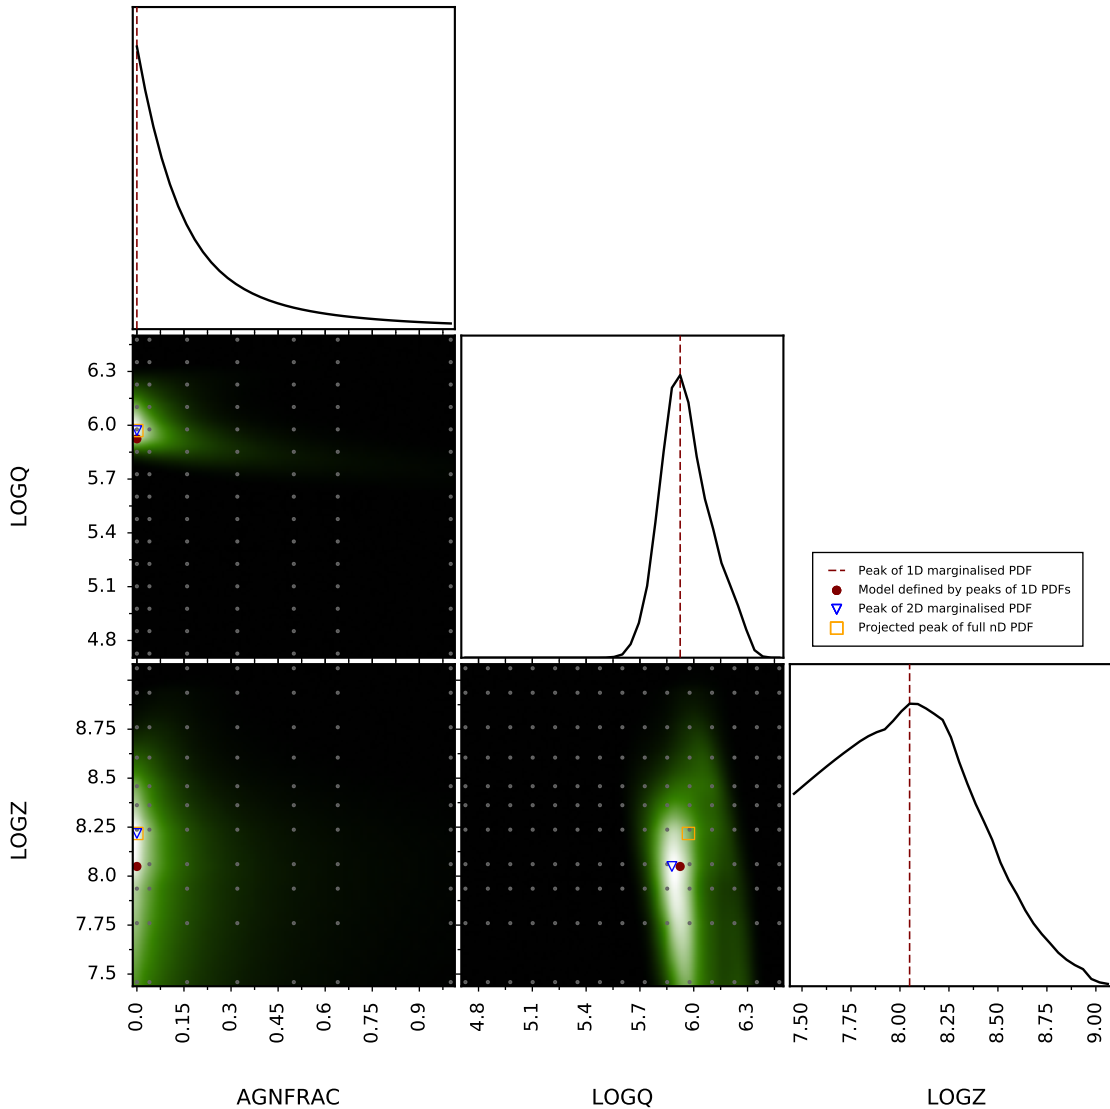 6.3
6.0
5.7
5.4
5.1
4.8
LOGQ
Peak of 1D marginalised PDF
Model defined by peaks of 1D PDFs
Peak of 2D marginalised PDF
Projected peak of full nD PDF
8.75
8.5
8.25
8.0
7.75
7.5
LOGZ
0.0 0.15 0.3 0.45 0.6 0.75 0.9
4.8 5.1 5.4 5.7 6.0 6.3
7.50 7.75 8.00 8.25 8.50 8.75 9.00
AGNFRAC LOGQ LOGZ